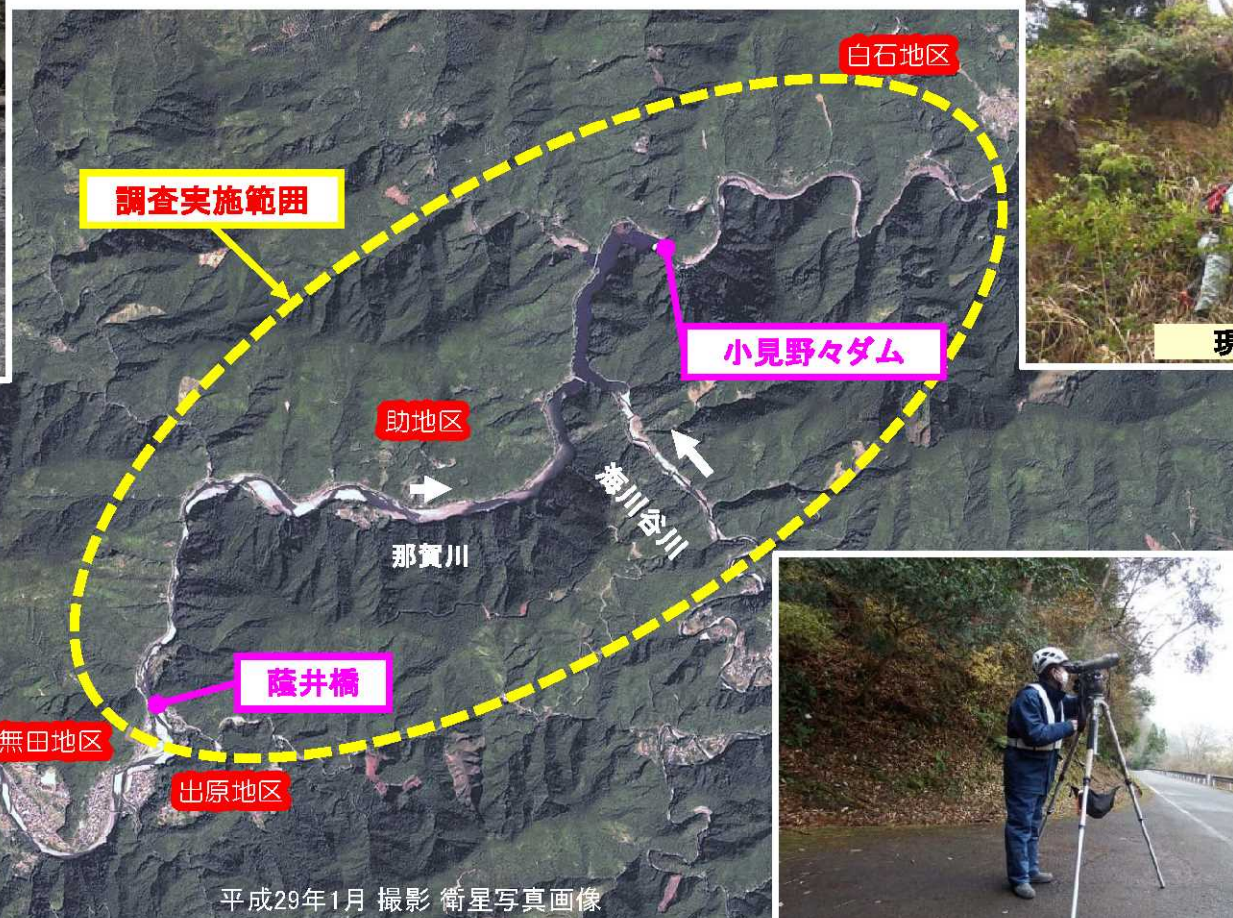 白石地区
調査実施範囲
小見野々ダム
現
助地区
海川谷川
那賀川
蔭井橋
無田地区
出原地区
平成29年1月 撮影 衛星写真画像